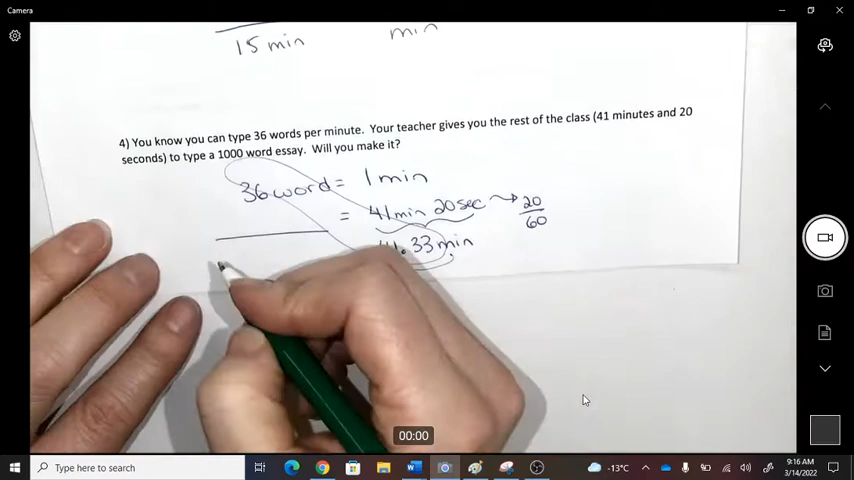 Camera
15 min
min
4) You know you can type 36 words per minute. Your teacher gives you the rest of the class (41 minutes and 20
seconds) to type a 1000 word essay. Will you make it?
36 word = 1 min
= 41 min 20 sec → 20
60
.33 min
00:00
Type here to search
-13°C
9:16 AM
3/14/2022